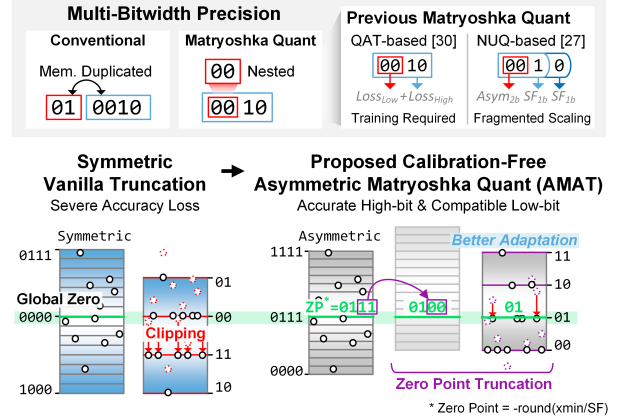 Multi-Bitwidth Precision
Conventional
Mem. Duplicated
01 0010
Matryoshka Quant
00 Nested
00 10
Previous Matryoshka Quant
QAT-based [30]
00 10
Loss_Low + Loss_High
Training Required
NUQ-based [27]
00 1 0
Asym_2b SF_1b SF_1b
Fragmented Scaling
Symmetric
Vanilla Truncation
Severe Accuracy Loss
Proposed Calibration-Free
Asymmetric Matryoshka Quant (AMAT)
Accurate High-bit & Compatible Low-bit
Symmetric
0111
Global Zero
0000
1000
01
00
Clipping
11
10
Asymmetric
1111
ZP*=0111
0111
0000
0100
Better Adaptation
11
10
01
01
00
Zero Point Truncation
* Zero Point = -round(xmin/SF)